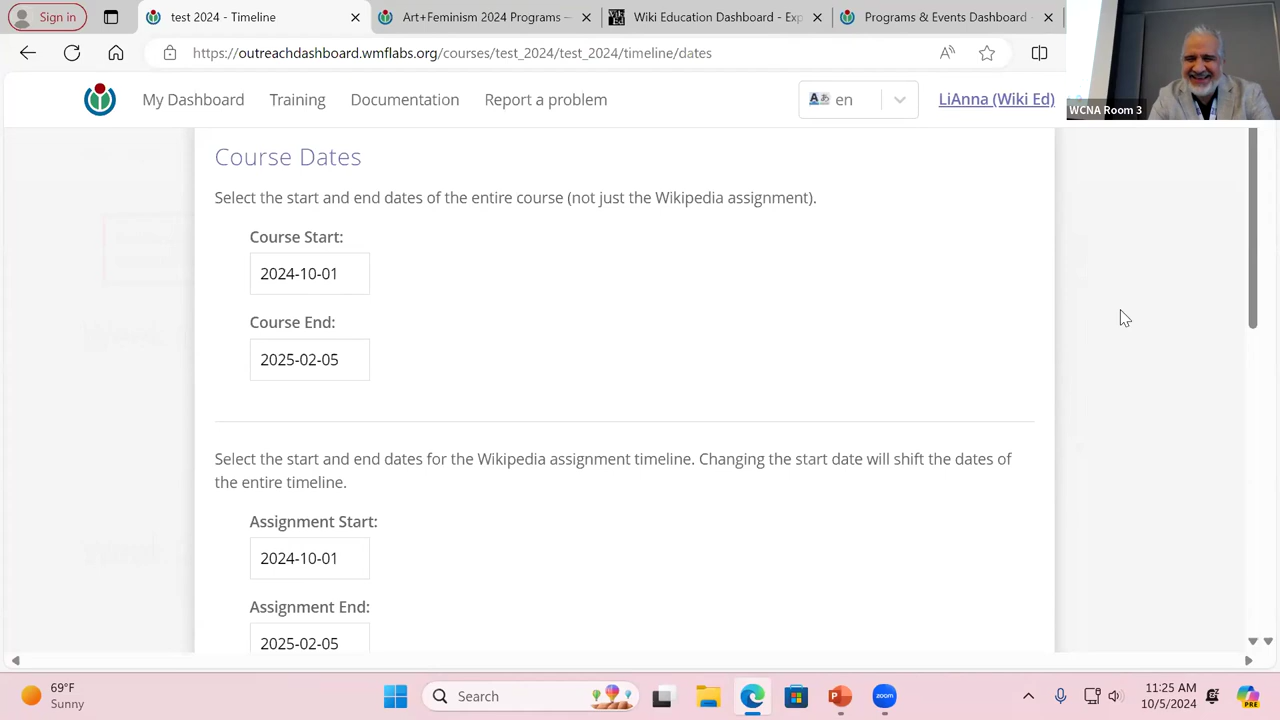 Sign in
test 2024 - Timeline
Art+Feminism 2024 Programs –
Wiki Education Dashboard - Exp
Programs & Events Dashboard -
https://outreachdashboard.wmflabs.org/courses/test_2024/test_2024/timeline/dates
My Dashboard
Training
Documentation
Report a problem
en
LiAnna (Wiki Ed)
WCNA Room 3
Course Dates
Select the start and end dates of the entire course (not just the Wikipedia assignment).
Course Start:
2024-10-01
Course End:
2025-02-05
Select the start and end dates for the Wikipedia assignment timeline. Changing the start date will shift the dates of
the entire timeline.
Assignment Start:
2024-10-01
Assignment End:
2025-02-05
69°F
Sunny
Search
zoom
11:25 AM
10/5/2024
PRE